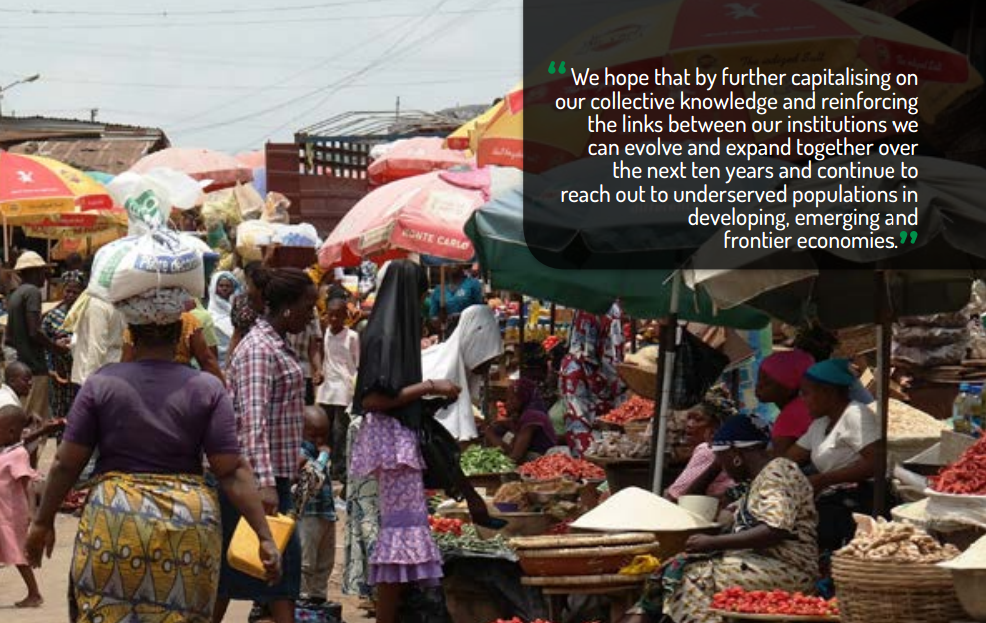 “We hope that by further capitalising on
our collective knowledge and reinforcing
the links between our institutions we
can evolve and expand together over
the next ten years and continue to
reach out to underserved populations in
developing, emerging and
frontier economies.”
MONTE CARLO